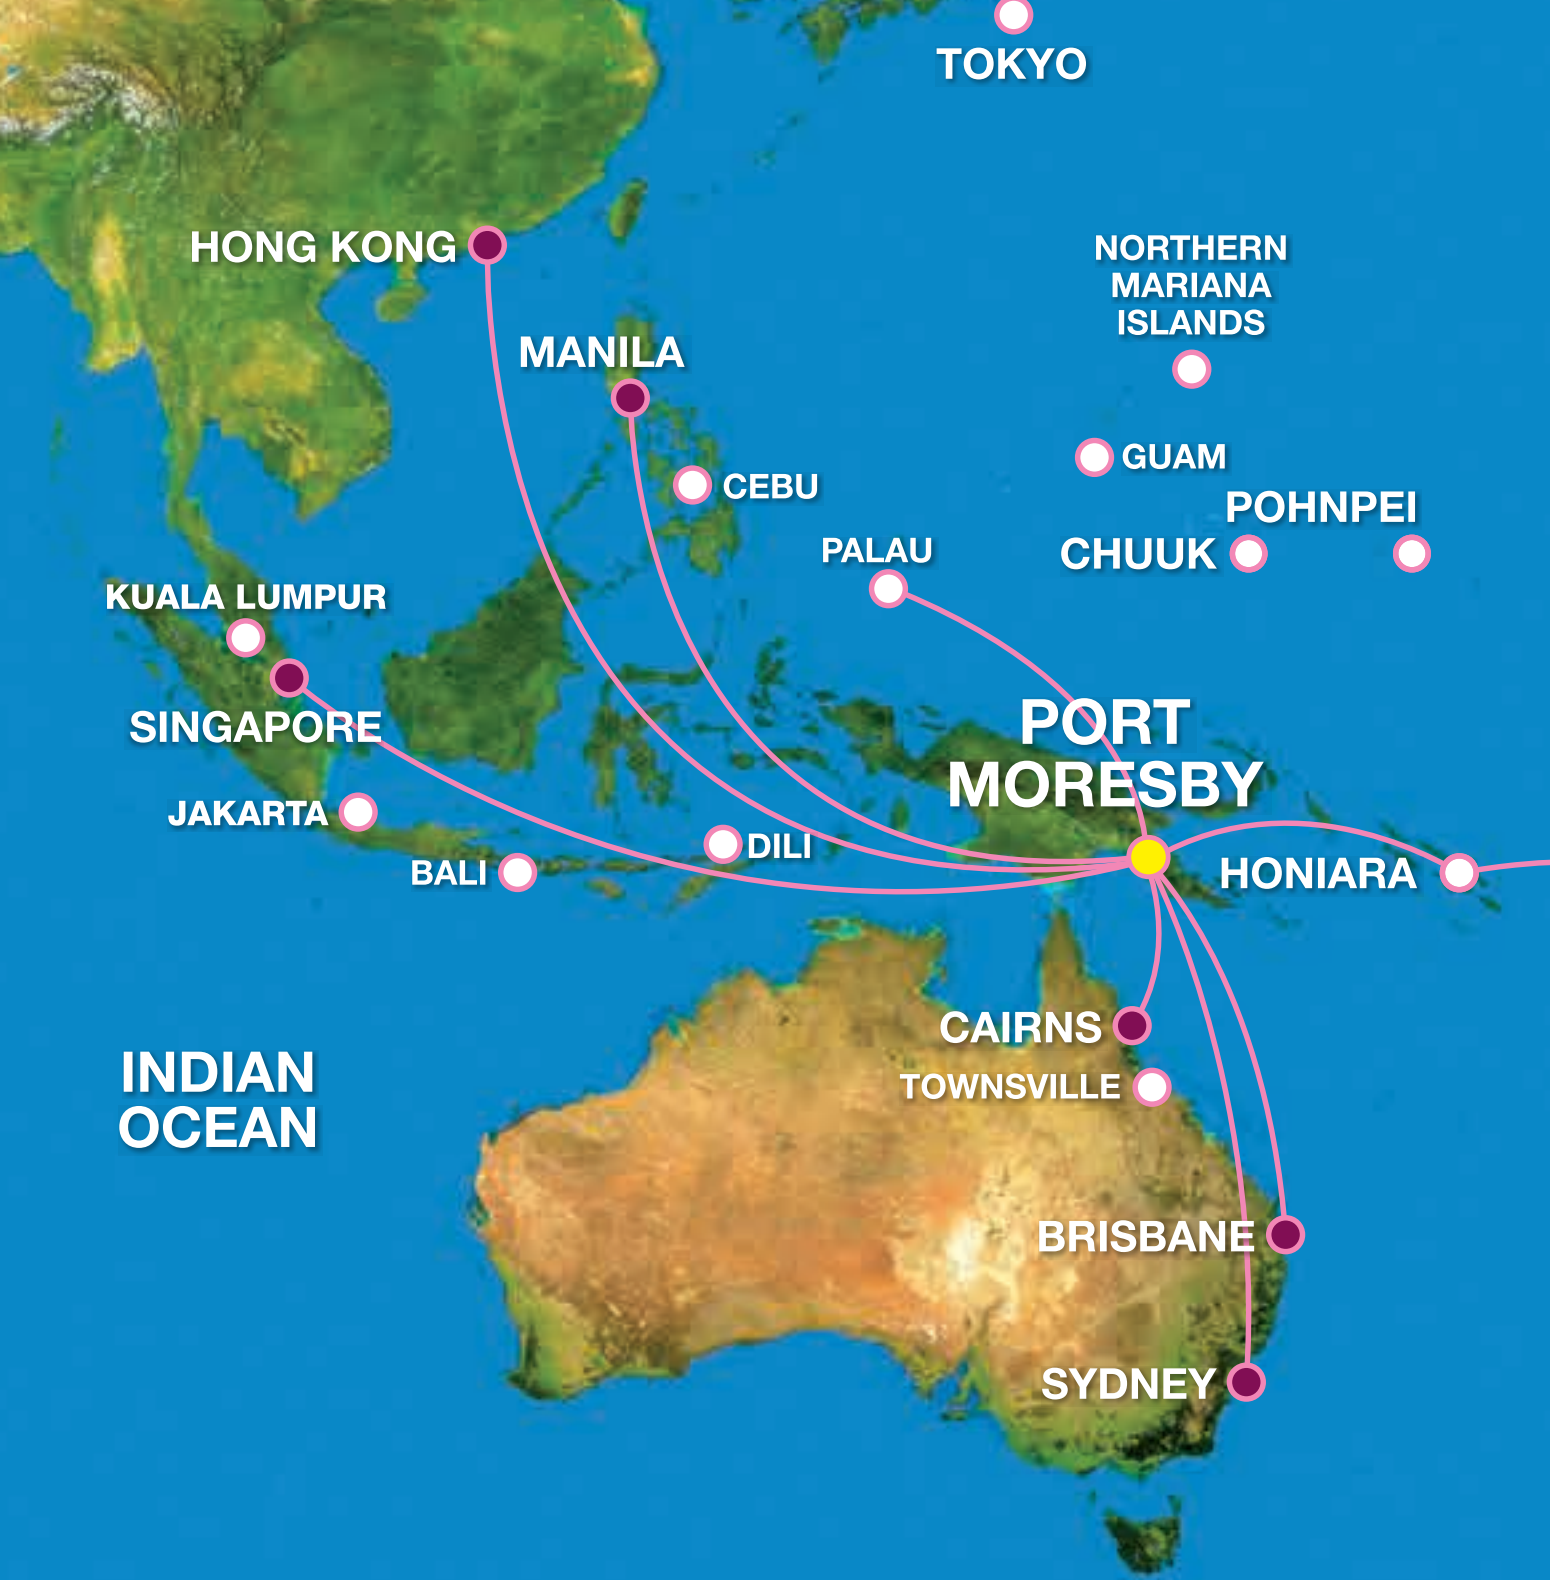 TOKYO
HONG KONG
NORTHERN
MARIANA
ISLANDS
MANILA
GUAM
CEBU
POHNPEI
PALAU
CHUUK
KUALA LUMPUR
SINGAPORE
PORT
MORESBY
JAKARTA
DILI
BALI
HONIARA
CAIRNS
INDIAN
OCEAN
TOWNSVILLE
BRISBANE
SYDNEY